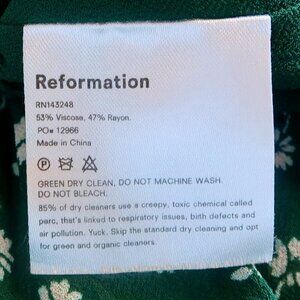 Reformation
RN143248
53% Viscose, 47% Rayon.
PO# 12966
Made in China
P
GREEN DRY CLEAN, DO NOT MACHINE WASH.
DO NOT BLEACH.
85% of dry cleaners use a creepy, toxic chemical called
perc, that's linked to respiratory issues, birth defects and
air pollution. Yuck. Skip the standard dry cleaning and opt
for green and organic cleaners.